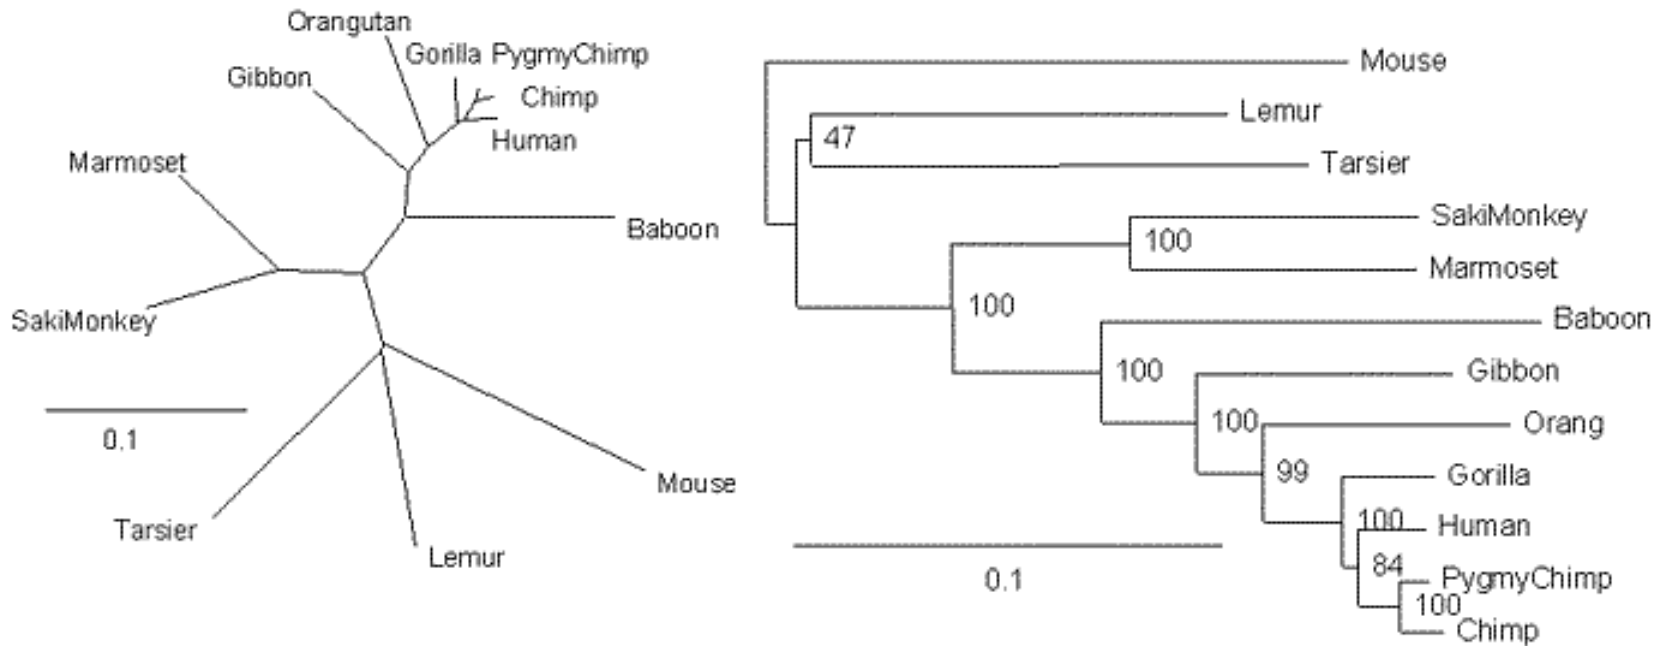 Orangutan
Gorilla PygmyChimp
Gibbon
Chimp
Human
Marmoset
Baboon
SakiMonkey
0.1
Mouse
Tarsier
Lemur
Mouse
Lemur
47
Tarsier
SakiMonkey
100
Marmoset
100
Baboon
100
Gibbon
100
Orang
99
Gorilla
100
Human
84
PygmyChimp
100
Chimp
0.1